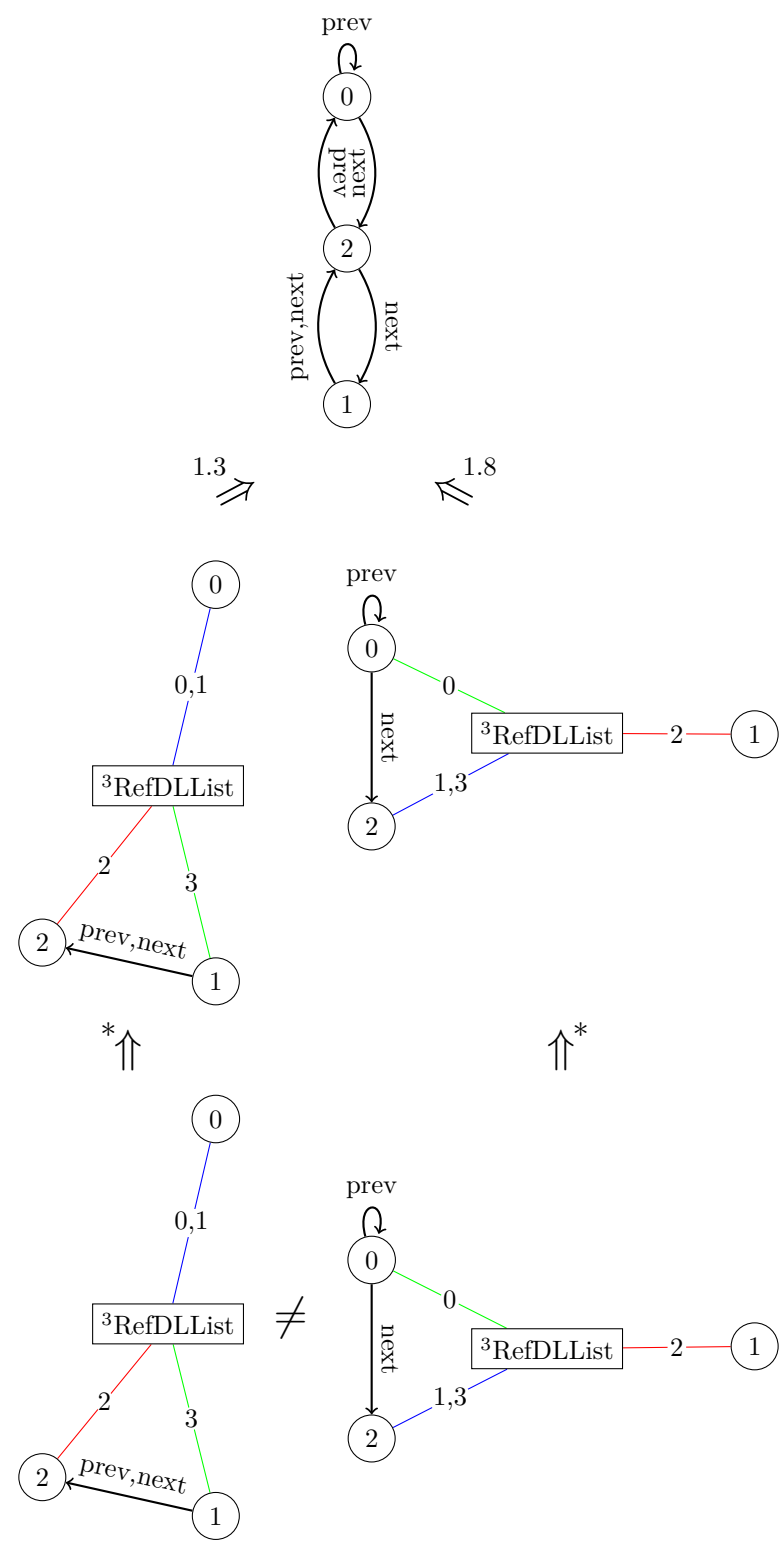 prev
0
next
prev
2
prev,next
next
1
1.3
1.8
0
0,1
³RefDLList
2
3
2
prev,next
1
prev
0
0
next
³RefDLList
2
1
1,3
2
*
*
0
0,1
³RefDLList
2
3
2
prev,next
1
≠
prev
0
0
next
³RefDLList
2
1
1,3
2